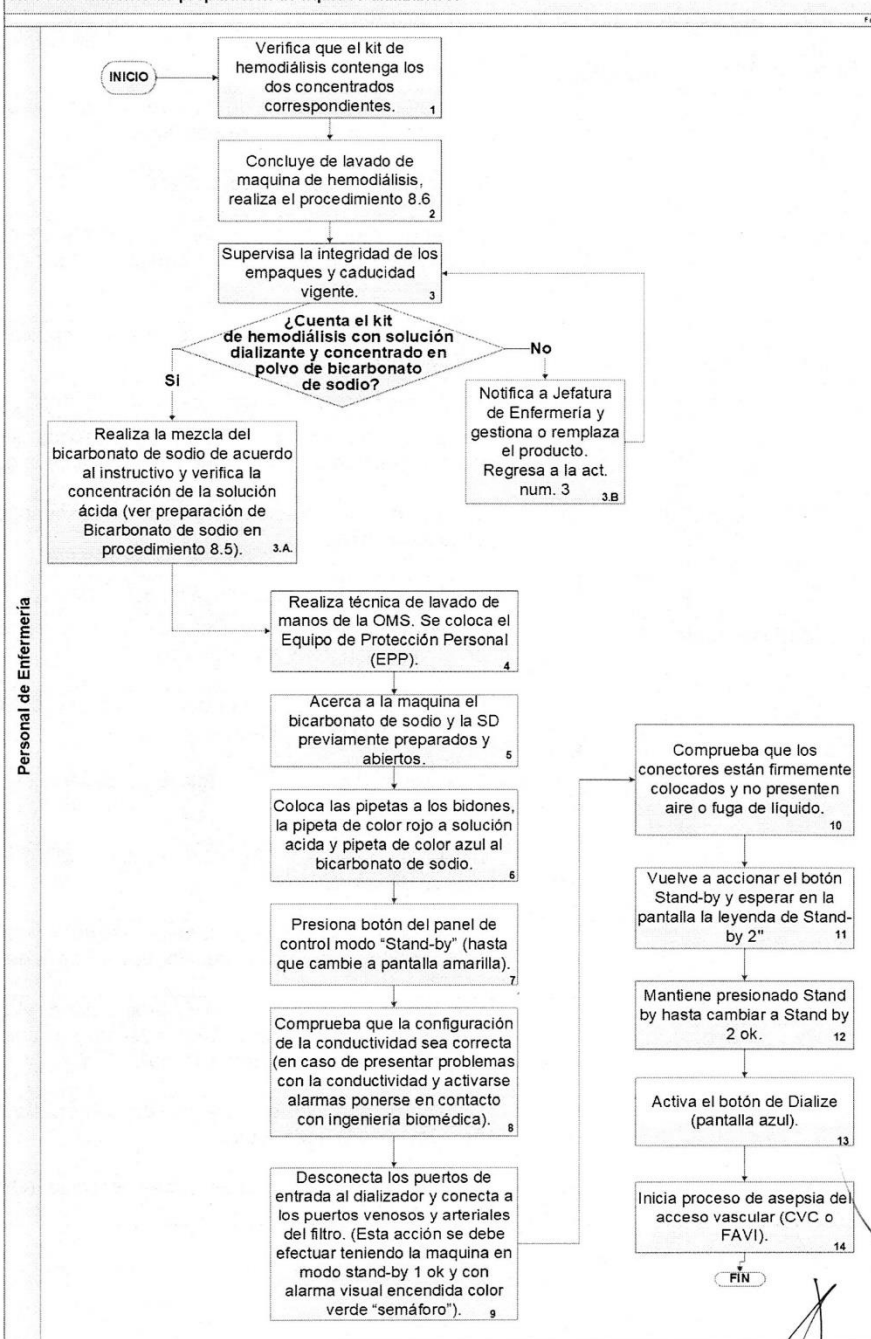 INICIO
Verifica que el kit de
hemodiálisis contenga los
dos concentrados
correspondientes.
1
Concluye de lavado de
maquina de hemodiálisis,
realiza el procedimiento 8.6
2
Supervisa la integridad de los
empaques y caducidad
vigente.
3
¿Cuenta el kit
de hemodiálisis con solución
dializante y concentrado en
polvo de bicarbonato
de sodio?
Si
No
Notifica a Jefatura
de Enfermería y
gestiona o remplaza
el producto.
Regresa a la act.
num. 3
3.B
Realiza la mezcla del
bicarbonato de sodio de acuerdo
al instructivo y verifica la
concentración de la solución
ácida (ver preparación de
Bicarbonato de sodio en
procedimiento 8.5).
3.A.
Personal de Enfermería
Realiza técnica de lavado de
manos de la OMS. Se coloca el
Equipo de Protección Personal
(EPP).
4
Acerca a la maquina el
bicarbonato de sodio y la SD
previamente preparados y
abiertos.
5
Coloca las pipetas a los bidones,
la pipeta de color rojo a solución
acida y pipeta de color azul al
bicarbonato de sodio.
6
Presiona botón del panel de
control modo "Stand-by" (hasta
que cambie a pantalla amarilla).
7
Comprueba que la configuración
de la conductividad sea correcta
(en caso de presentar problemas
con la conductividad y activarse
alarmas ponerse en contacto
con ingeniería biomédica).
8
Desconecta los puertos de
entrada al dializador y conecta a
los puertos venosos y arteriales
del filtro. (Esta acción se debe
efectuar teniendo la maquina en
modo stand-by 1 ok y con
alarma visual encendida color
verde "semáforo").
9
Comprueba que los
conectores están firmemente
colocados y no presenten
aire o fuga de líquido.
10
Vuelve a accionar el botón
Stand-by y esperar en la
pantalla la leyenda de Stand-
by 2"
11
Mantiene presionado Stand
by hasta cambiar a Stand by
2 ok.
12
Activa el botón de Dialize
(pantalla azul).
13
Inicia proceso de asepsia del
acceso vascular (CVC o
FAVI).
14
FIN